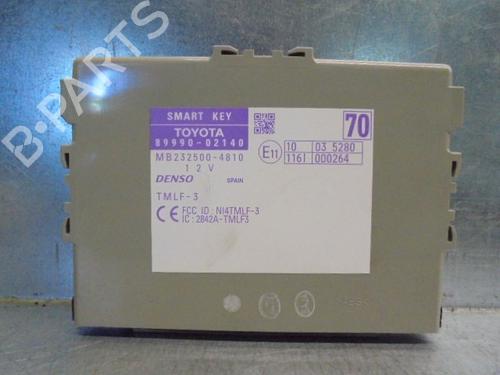 B-PARTS
SMART KEY
TOYOTA
89990-02140
70
MB232500-4810
12V
DENSO
SPAIN
E11
10 03 5280
116I 000264
TMLF-3
CE FCC ID : NI4TMLF-3
IC : 2842A-TMLF3